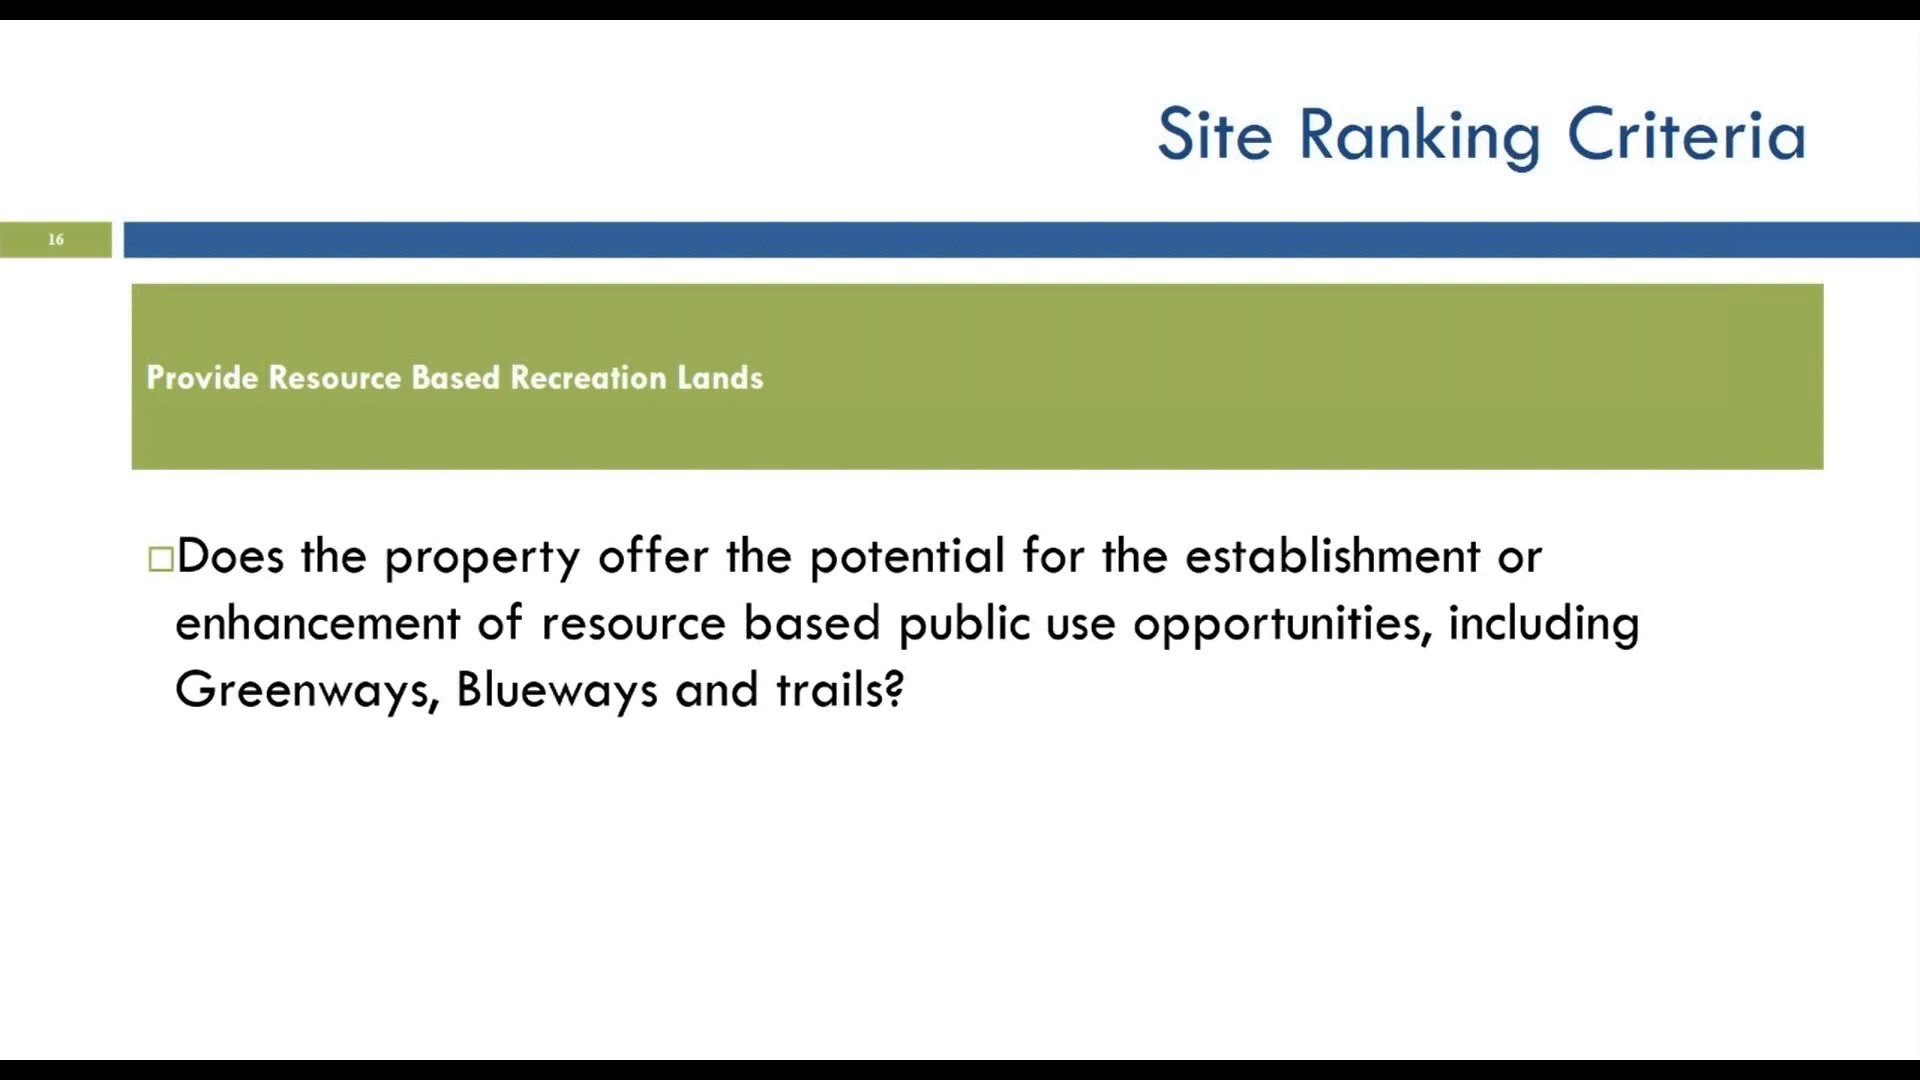 Site Ranking Criteria
16
Provide Resource Based Recreation Lands
Does the property offer the potential for the establishment or
enhancement of resource based public use opportunities, including
Greenways, Blueways and trails?